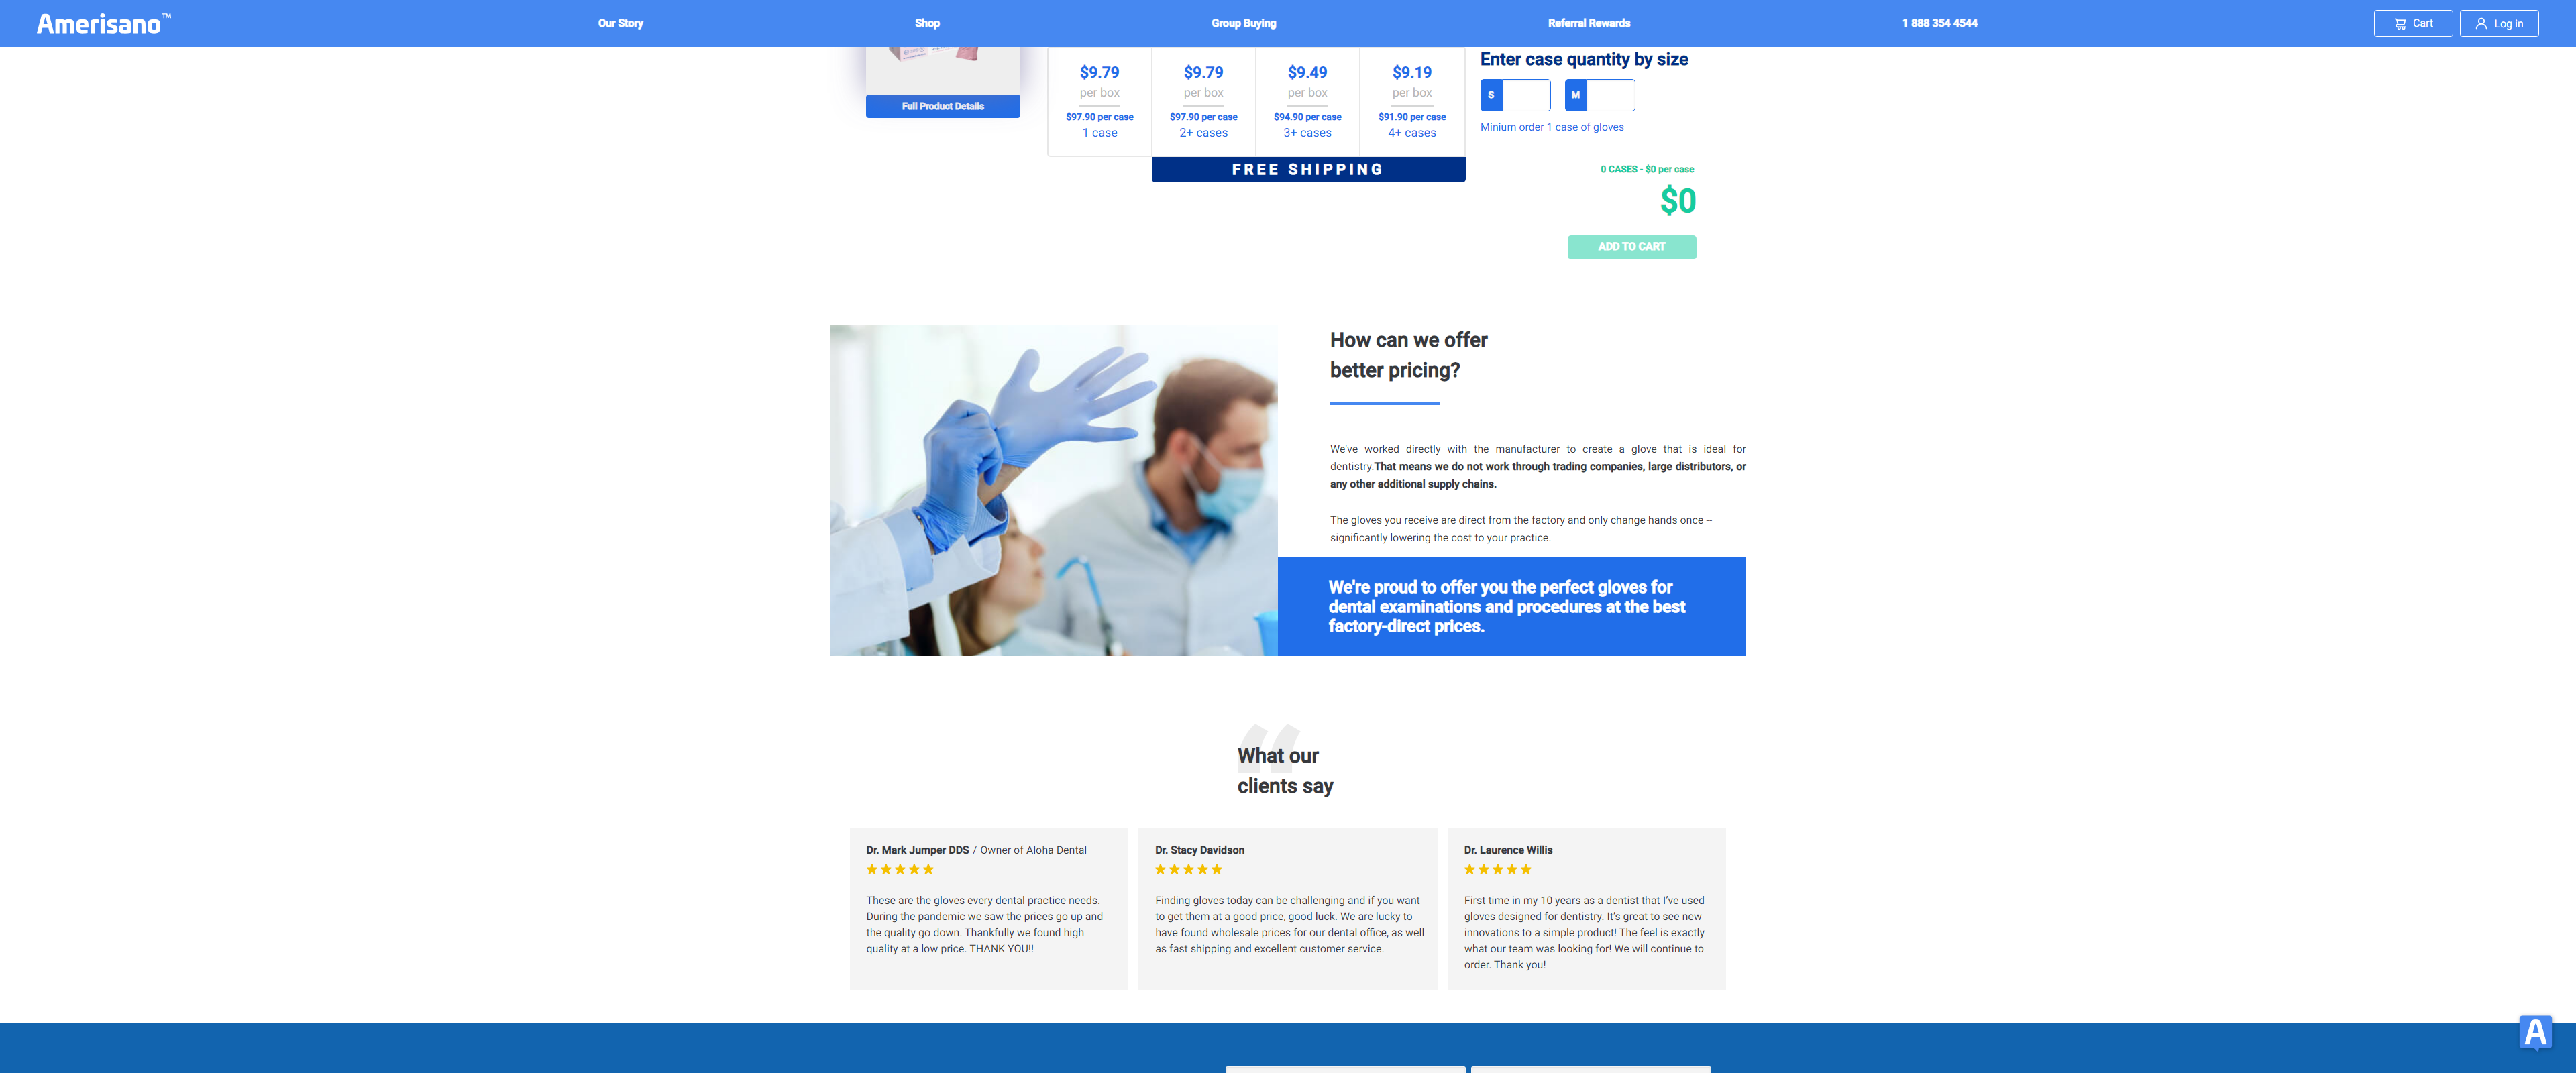 Amerisano™
Our Story
Shop
Group Buying
Referral Rewards
1 888 354 4544
Cart
Log in
Full Product Details
$9.79
per box
$97.90 per case
1 case
$9.79
per box
$97.90 per case
2+ cases
$9.49
per box
$94.90 per case
3+ cases
$9.19
per box
$91.90 per case
4+ cases
FREE SHIPPING
Enter case quantity by size
S
M
Minium order 1 case of gloves
0 CASES - $0 per case
$0
ADD TO CART
How can we offer
better pricing?
We've worked directly with the manufacturer to create a glove that is ideal for
dentistry.That means we do not work through trading companies, large distributors, or
any other additional supply chains.
The gloves you receive are direct from the factory and only change hands once –
significantly lowering the cost to your practice.
We're proud to offer you the perfect gloves for
dental examinations and procedures at the best
factory-direct prices.
“
What our
clients say
Dr. Mark Jumper DDS / Owner of Aloha Dental
These are the gloves every dental practice needs.
During the pandemic we saw the prices go up and
the quality go down. Thankfully we found high
quality at a low price. THANK YOU!!
Dr. Stacy Davidson
Finding gloves today can be challenging and if you want
to get them at a good price, good luck. We are lucky to
have found wholesale prices for our dental office, as well
as fast shipping and excellent customer service.
Dr. Laurence Willis
First time in my 10 years as a dentist that I've used
gloves designed for dentistry. It's great to see new
innovations to a simple product! The feel is exactly
what our team was looking for! We will continue to
order. Thank you!
A